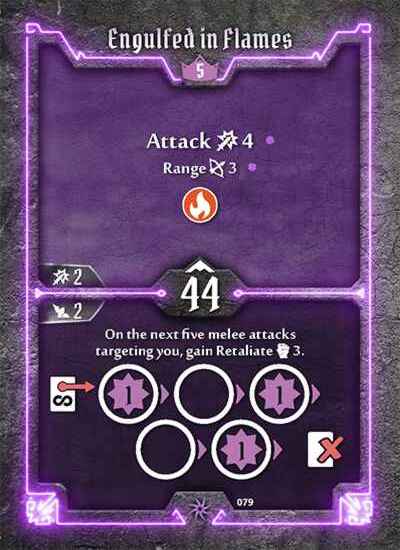 Engulfed in Flames
5
Attack 4
Range 3
2
44
2
On the next five melee attacks
targeting you, gain Retaliate 3.
1 1
1
079